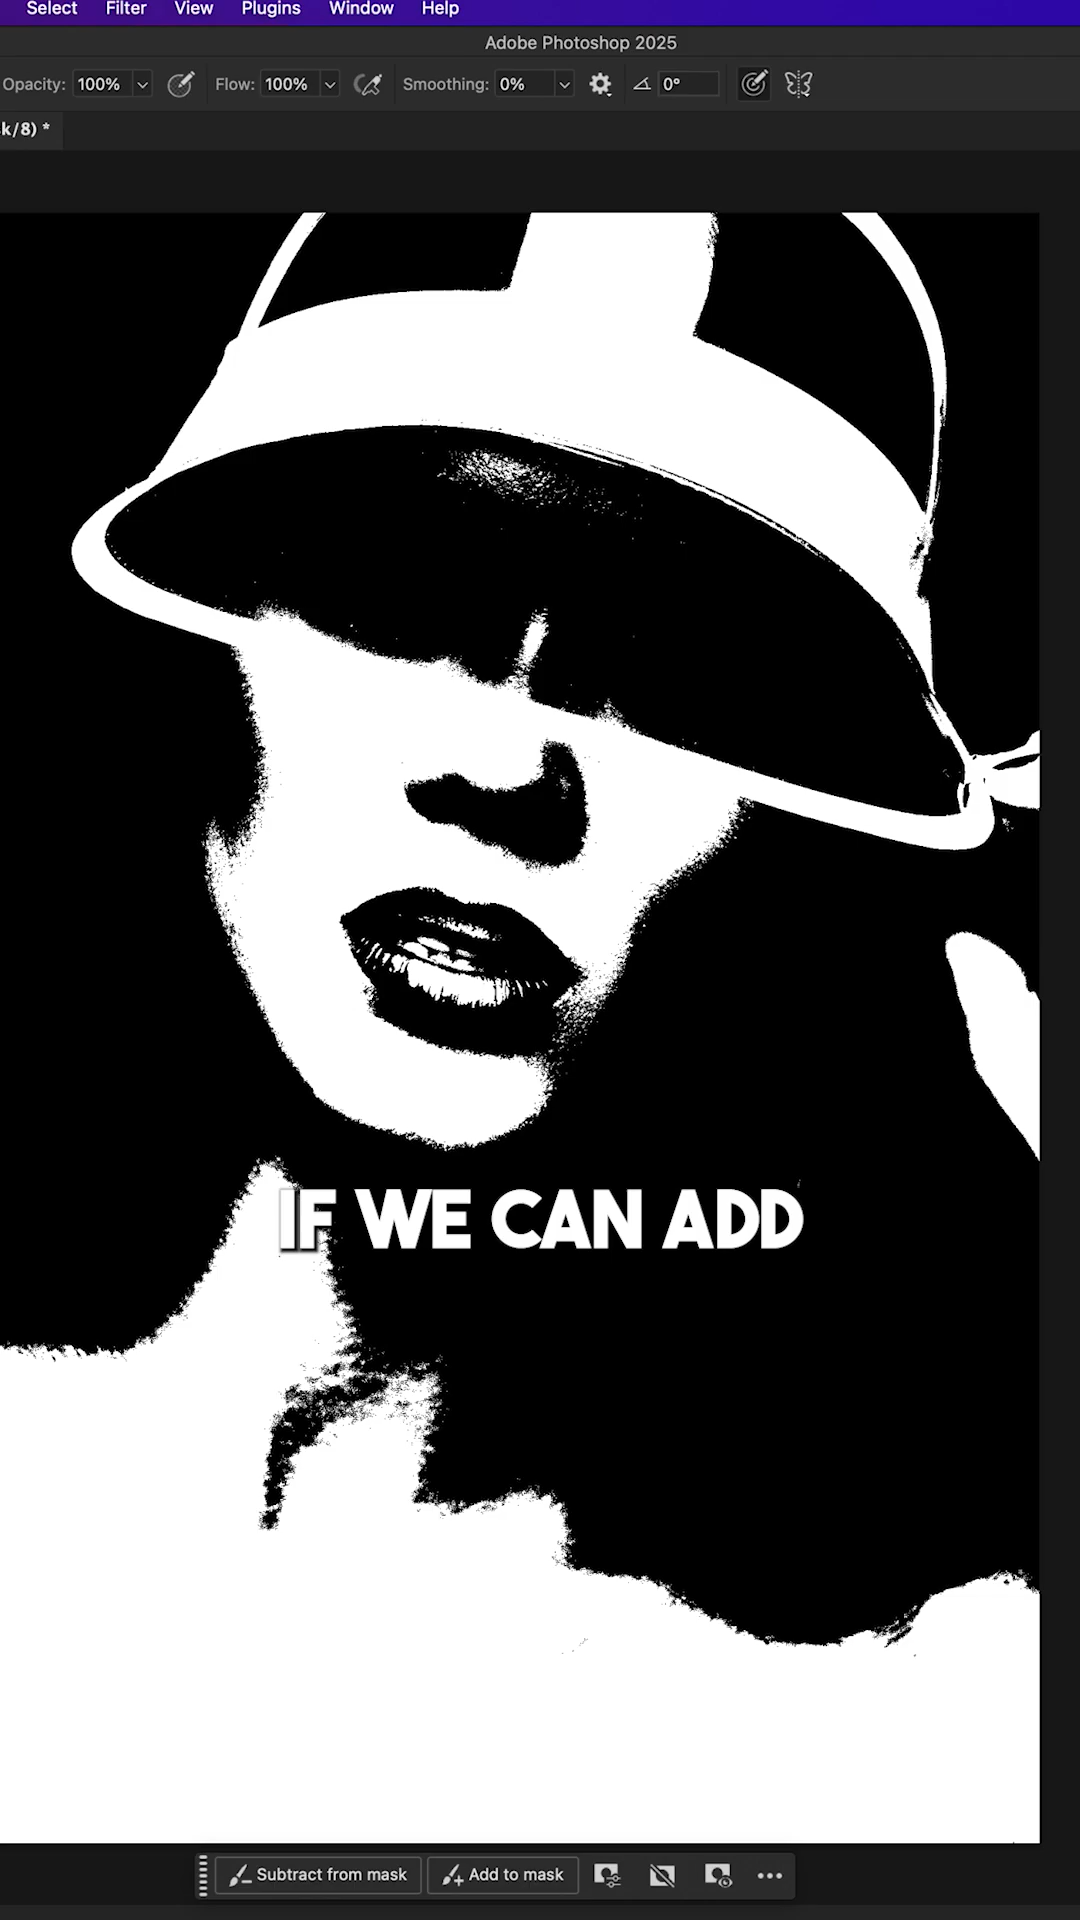 Select Filter View Plugins Window Help
Adobe Photoshop 2025
Opacity: 100% Flow: 100% Smoothing: 0% 0°
k/8) *
IF WE CAN ADD
Subtract from mask Add to mask